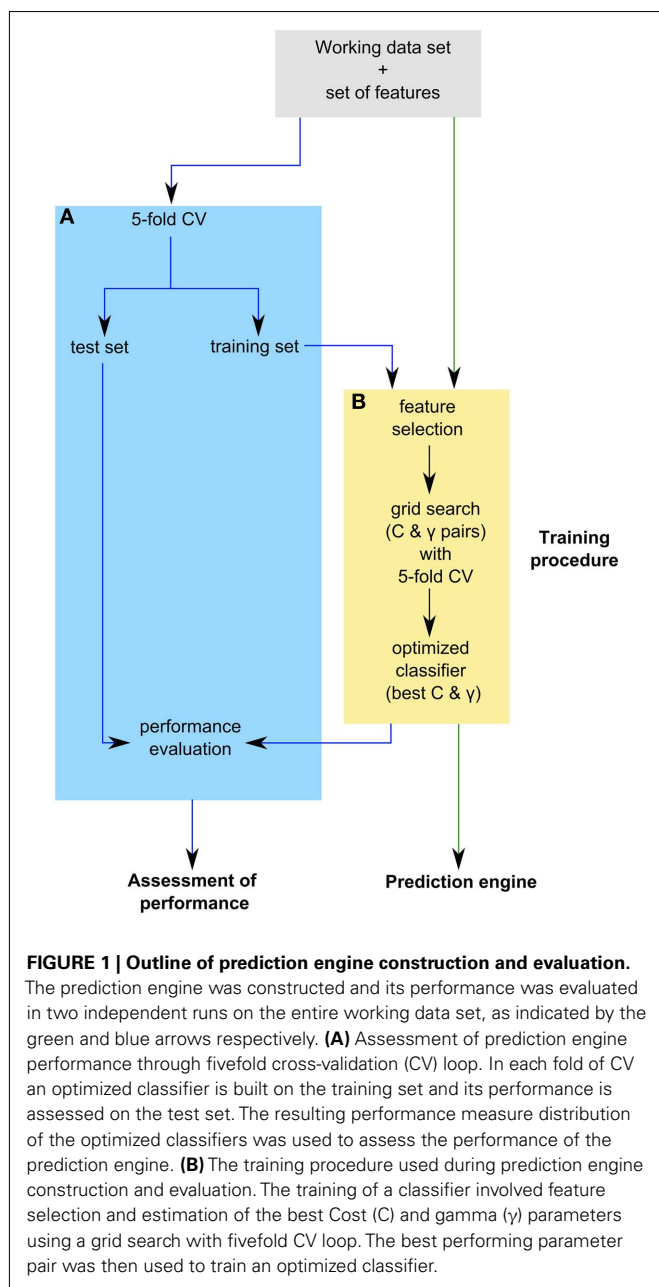 Working data set
+
set of features
A
5-fold CV
test set
training set
B
feature
selection
grid search
(C & γ pairs)
with
5-fold CV
Training
procedure
optimized
classifier
(best C & γ)
performance
evaluation
Assessment of
performance
Prediction engine
FIGURE 1 | Outline of prediction engine construction and evaluation.
The prediction engine was constructed and its performance was evaluated
in two independent runs on the entire working data set, as indicated by the
green and blue arrows respectively. (A) Assessment of prediction engine
performance through fivefold cross-validation (CV) loop. In each fold of CV
an optimized classifier is built on the training set and its performance is
assessed on the test set. The resulting performance measure distribution
of the optimized classifiers was used to assess the performance of the
prediction engine. (B) The training procedure used during prediction engine
construction and evaluation. The training of a classifier involved feature
selection and estimation of the best Cost (C) and gamma (γ) parameters
using a grid search with fivefold CV loop. The best performing parameter
pair was then used to train an optimized classifier.